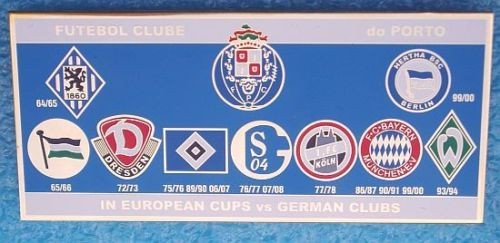 FUTEBOL CLUBE do PORTO
F P C
1860
64/65
HERTHA BSC
BERLIN
99/00
65/66
D
DRESDEN
72/73
75/76 89/90 06/07
S
04
76/77 07/08
1.FC
KÖLN
77/78
F.C.BAYERN
MÜNCHEN-E.V.
86/87 90/91 99/00
W
93/94
IN EUROPEAN CUPS vs GERMAN CLUBS